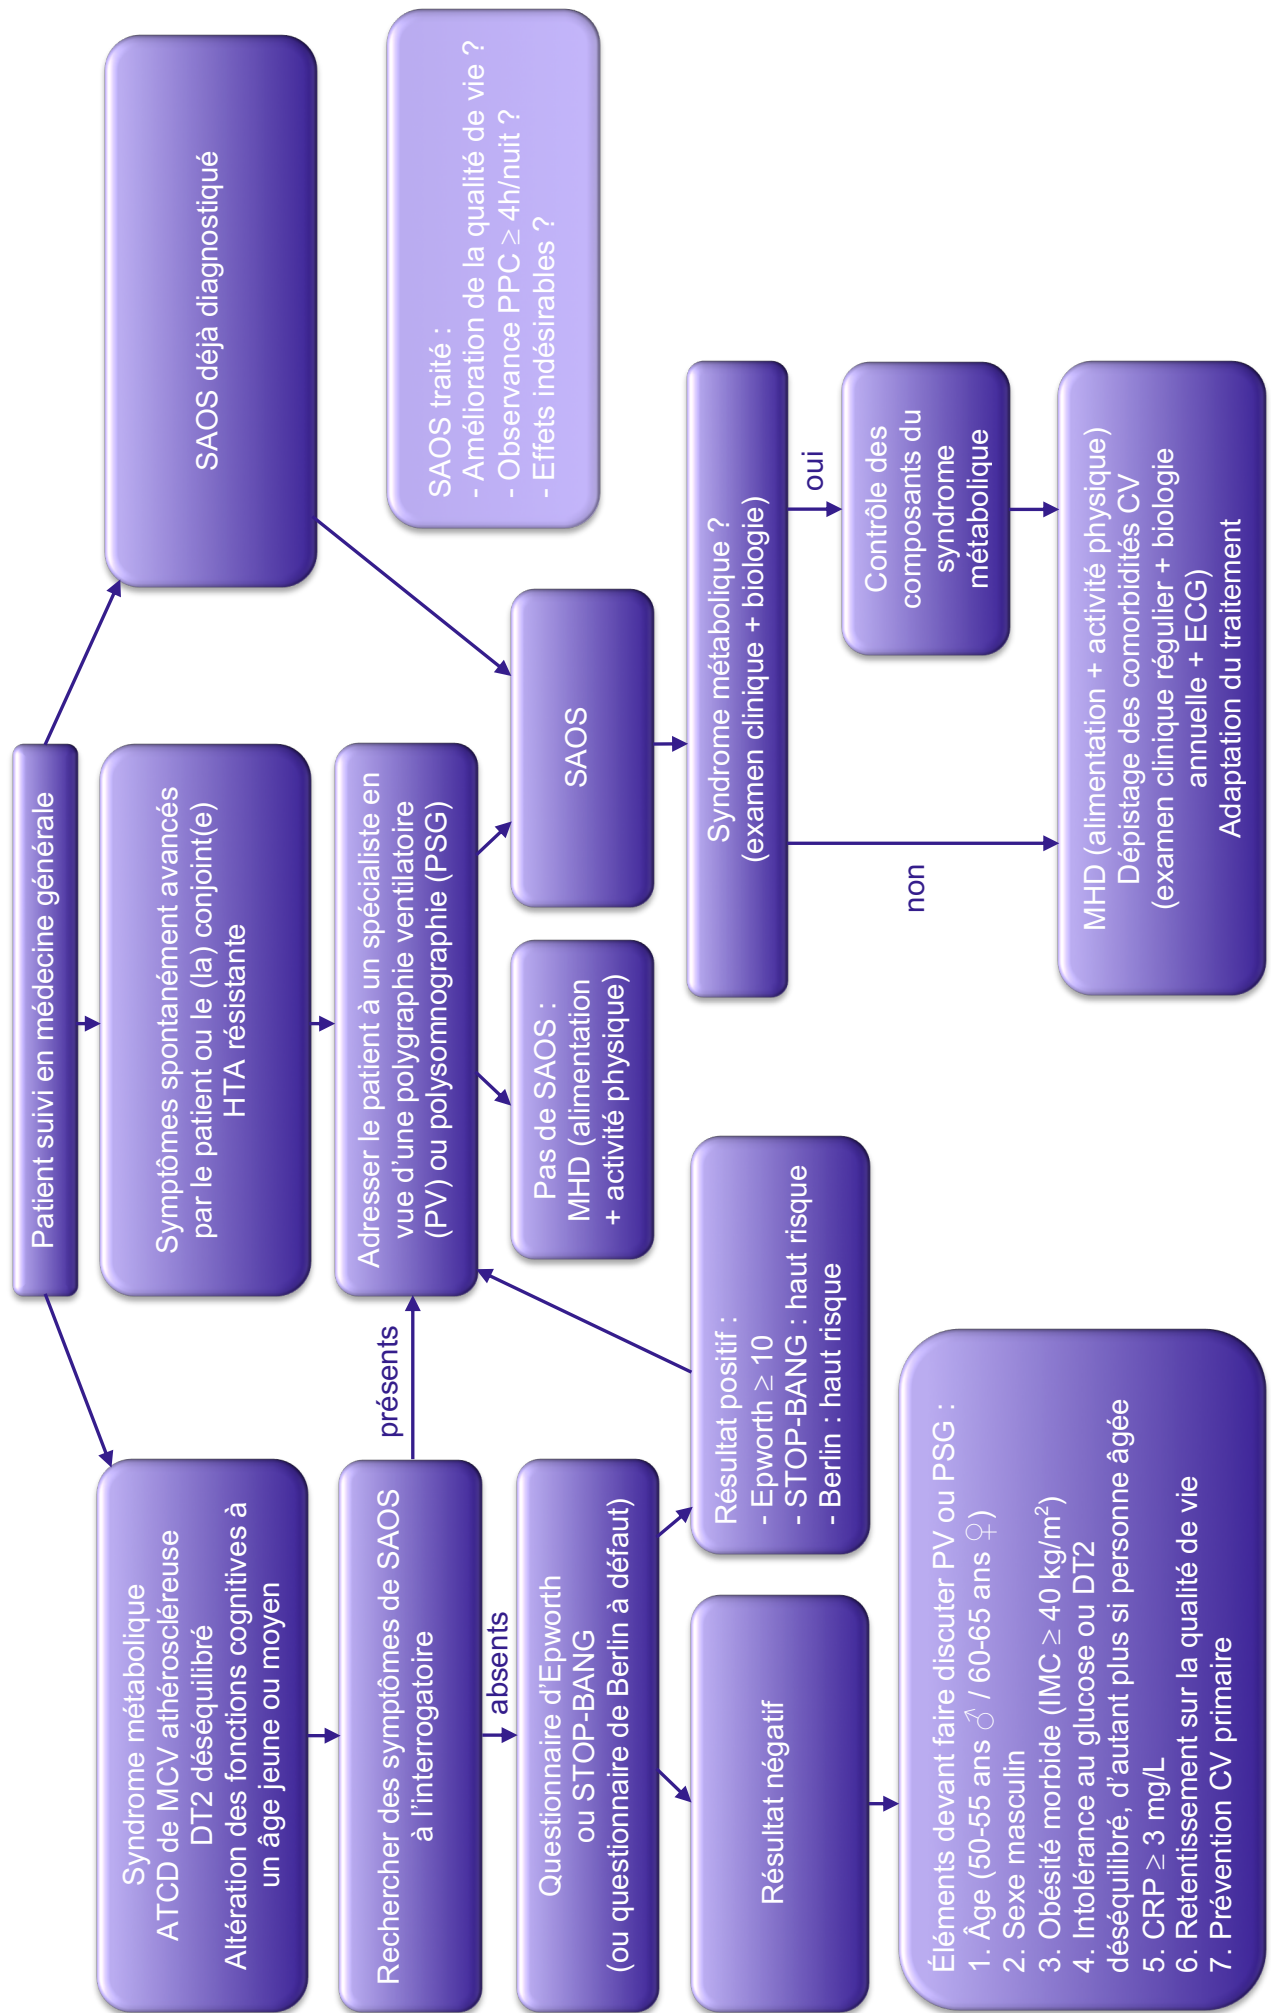 Patient suivi en médecine générale
Syndrome métabolique
ATCD de MCV athéroscléreuse
DT2 déséquilibré
Altération des fonctions cognitives à
un âge jeune ou moyen
Symptômes spontanément avancés
par le patient ou le (la) conjoint(e)
HTA résistante
SAOS déjà diagnostiqué
Rechercher des symptômes de SAOS
à l'interrogatoire
présents
Adresser le patient à un spécialiste en
vue d'une polygraphie ventilatoire
(PV) ou polysomnographie (PSG)
SAOS traité :
- Amélioration de la qualité de vie ?
- Observance PPC ≥ 4h/nuit ?
- Effets indésirables ?
absents
Questionnaire d'Epworth
ou STOP-BANG
(ou questionnaire de Berlin à défaut)
Pas de SAOS :
MHD (alimentation
+ activité physique)
SAOS
Résultat négatif
Résultat positif :
- Epworth ≥ 10
- STOP-BANG : haut risque
- Berlin : haut risque
Syndrome métabolique ?
(examen clinique + biologie)
non
oui
Contrôle des
composants du
syndrome
métabolique
Éléments devant faire discuter PV ou PSG :
1. Âge (50-55 ans ♂ / 60-65 ans ♀)
2. Sexe masculin
3. Obésité morbide (IMC ≥ 40 kg/m²)
4. Intolérance au glucose ou DT2
déséquilibré, d'autant plus si personne âgée
5. CRP ≥ 3 mg/L
6. Retentissement sur la qualité de vie
7. Prévention CV primaire
MHD (alimentation + activité physique)
Dépistage des comorbidités CV
(examen clinique régulier + biologie
annuelle + ECG)
Adaptation du traitement